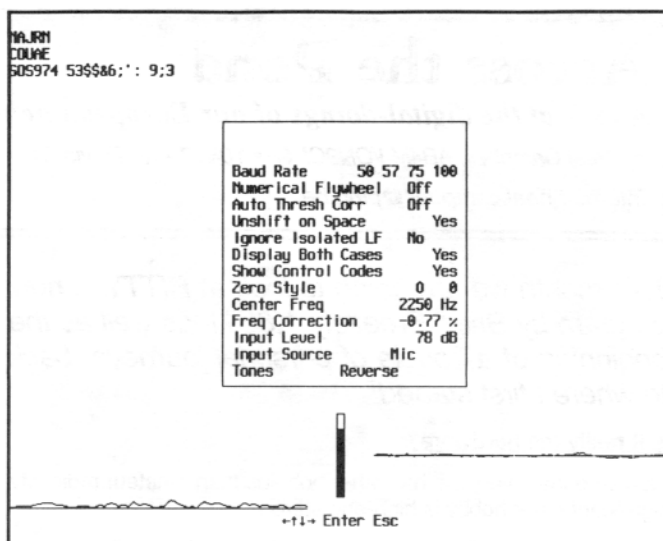 MAJRN
COUAE
SOS974 53$$&6;': 9;3
Baud Rate 50 57 75 100
Numerical Flywheel Off
Auto Thresh Corr Off
Unshift on Space Yes
Ignore Isolated LF No
Display Both Cases Yes
Show Control Codes Yes
Zero Style O 0
Center Freq 2250 Hz
Freq Correction -0.77 %
Input Level 78 dB
Input Source Mic
Tones Reverse
←↑↓→ Enter Esc